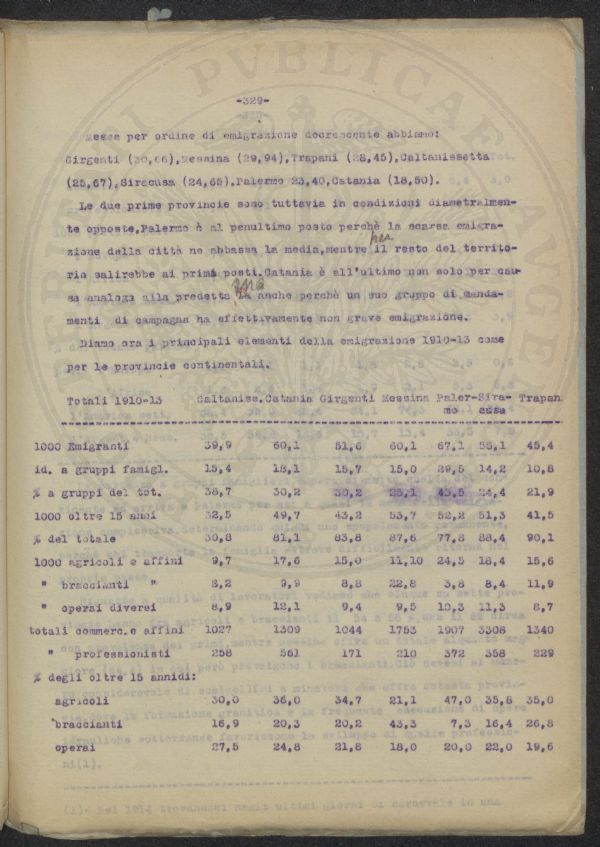 -329-
Messe per ordine di emigrazione decrescente abbiamo:
Girgenti (30,66),Messina (29,94),Trapani (28,45),Caltanissetta
(25,67),Siracusa (24,65),Palermo 23,40,Catania (18,50).
Le due prime provincie sono tuttavia in condizioni diametralmen-
te opposte,Palermo è al penultimo posto perchè la scarsa emigra-
zione della città ne abbassa la media,mentre per il resto del territo-
rio salirebbe ai primi posti.Catania è all'ultimo non solo per cau
sa analoga alla predetta ma anche perchè un suo gruppo di manda-
menti di campagna ha effettivamente non grave emigrazione.
Diamo ora i principali elementi della emigrazione 1910-13 come
per le provincie continentali.
Totali 1910-13 Caltaniss. Catania Girgenti Messina Paler- Sira- Trapan.
mo cusa
1000 Emigranti 39,9 60,1 51,6 60,1 67,1 58,1 45,4
id. a gruppi famigl. 15,4 18,1 15,7 15,0 29,5 14,2 10,8
% a gruppi del tot. 38,7 30,2 30,2 25,1 43,5 24,4 21,9
1000 oltre 15 anni 32,5 49,7 43,2 53,7 52,2 51,3 41,5
% del totale 30,8 81,1 83,8 87,6 77,8 88,4 90,1
1000 agricoli e affini 9,7 17,6 15,0 11,10 24,5 18,4 15,6
" braccianti " 8,2 9,9 8,8 22,8 3,8 8,4 11,9
" operai diversi 8,9 12,1 9,4 9,5 10,3 11,3 8,7
totali commerc. e affini 1027 1309 1044 1753 1907 3308 1340
" professionisti 258 561 171 210 372 358 229
% degli oltre 15 annidi:
agricoli 30,0 36,0 34,7 21,1 47,0 35,8 35,0
braccianti 16,9 20,3 20,2 43,3 7,3 16,4 26,8
operai 27,5 24,8 21,8 18,0 20,0 22,0 19,6